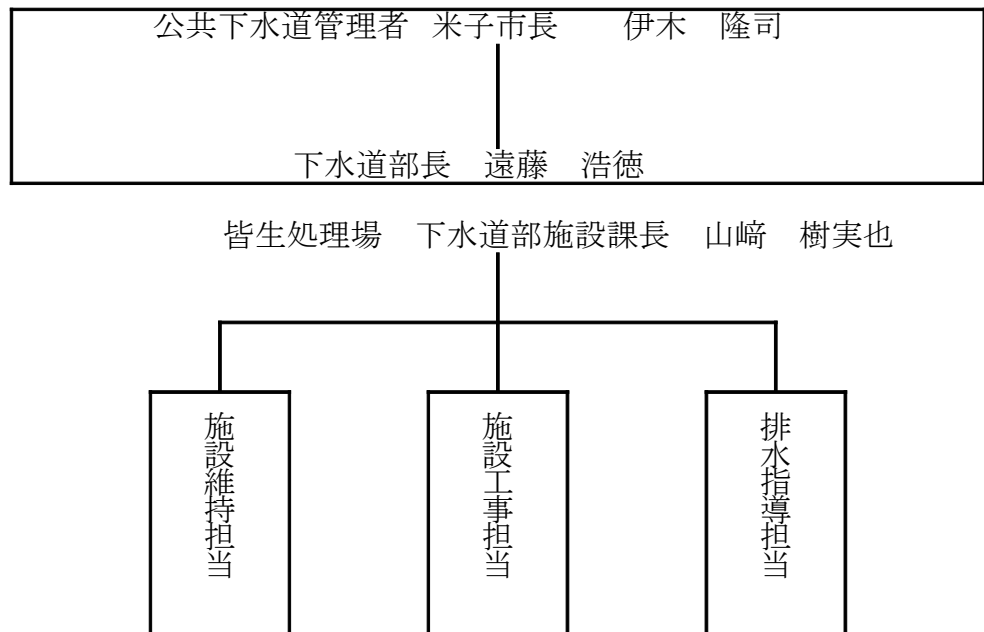 公共下水道管理者 米子市長　　伊木　隆司
下水道部長　遠藤　浩徳
皆生処理場　下水道部施設課長　山﨑　樹実也
施設維持担当
施設工事担当
排水指導担当